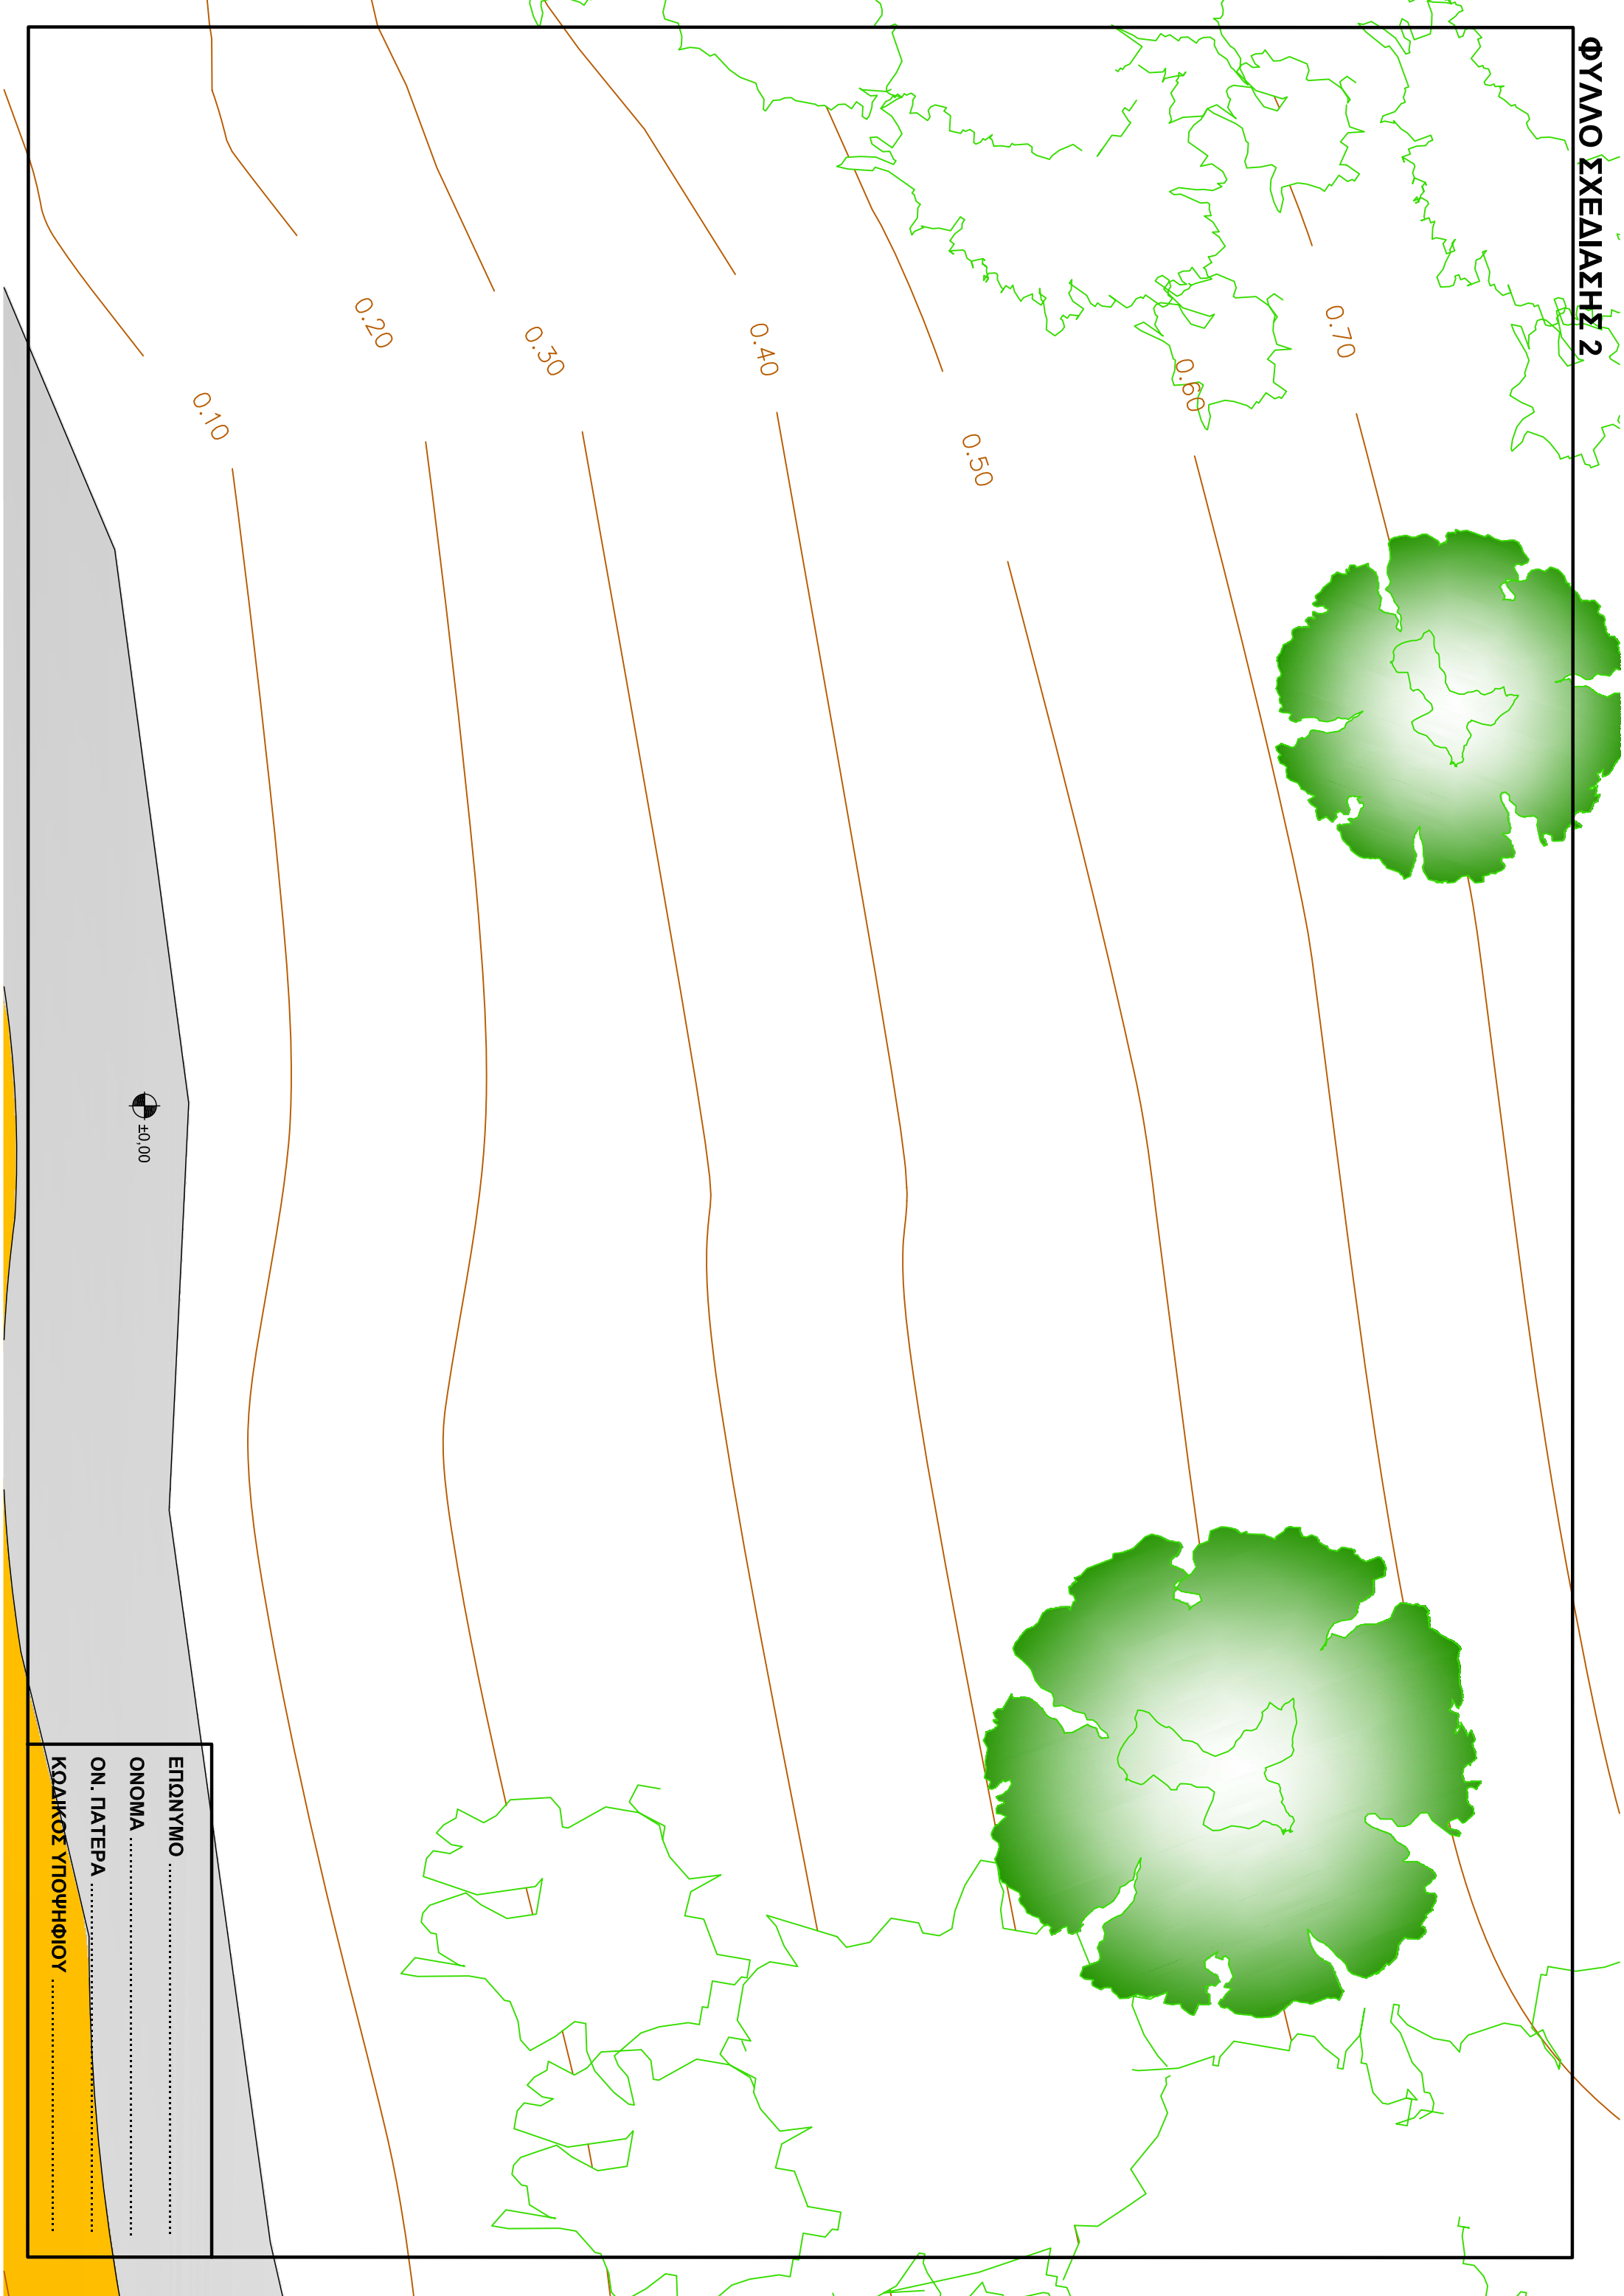 ΦΥΛΛΟ ΣΧΕΔΙΑΣΗΣ 2
0.70
0.60
0.50
0.40
0.30
0.20
0.10
±0,00
ΕΠΩΝΥΜΟ ........................................
ΟΝΟΜΑ ........................................
ΟΝ. ΠΑΤΕΡΑ ........................................
ΚΩΔΙΚΟΣ ΥΠΟΨΗΦΙΟΥ ........................................